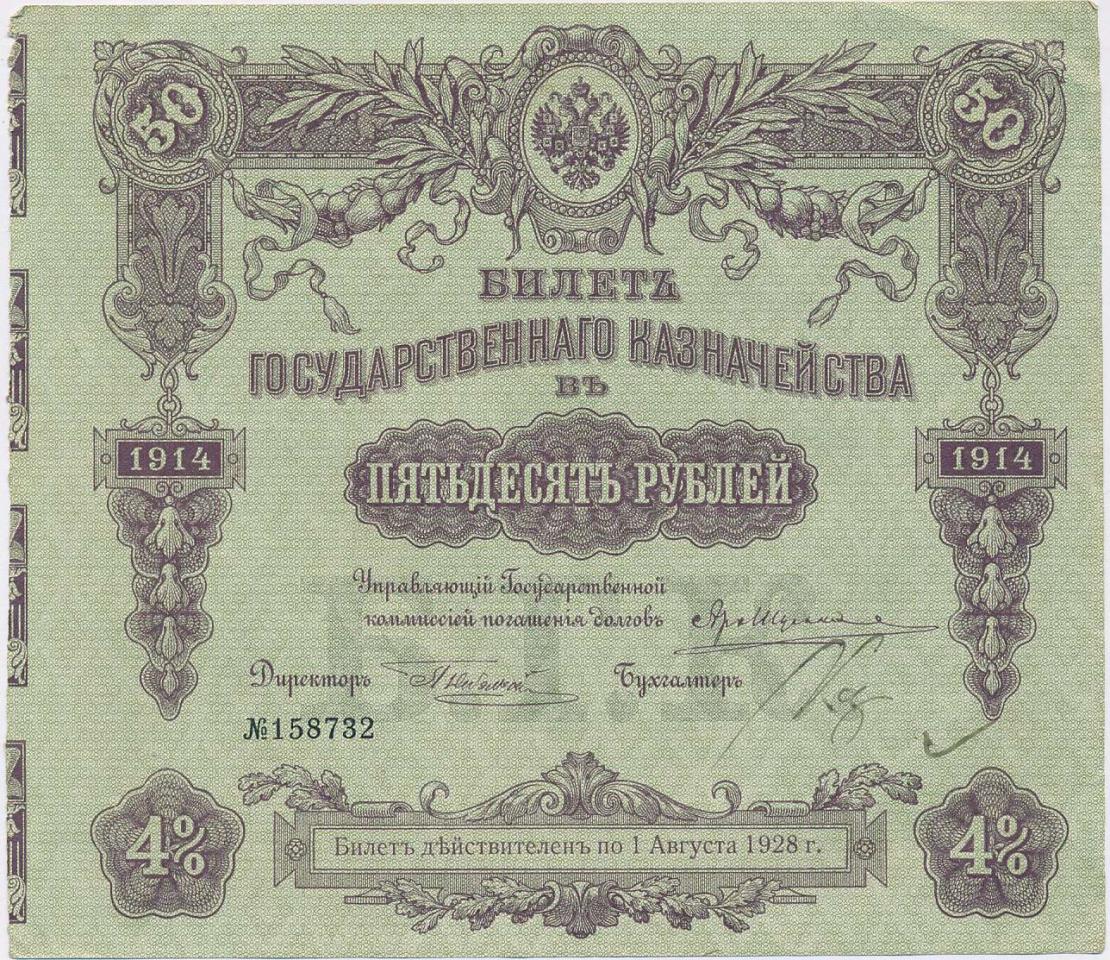 50 50
БИЛЕТЪ
ГОСУДАРСТВЕННАГО КАЗНАЧЕЙСТВА
ВЪ
1914 1914
ПЯТЬДЕСЯТЪ РУБЛЕЙ
Управляющій Государственной
коммиссіей погашенія долговъ
Директоръ Бухгалтеръ
№158732
4% 4%
Билетъ дѣйствителенъ по 1 Августа 1928 г.